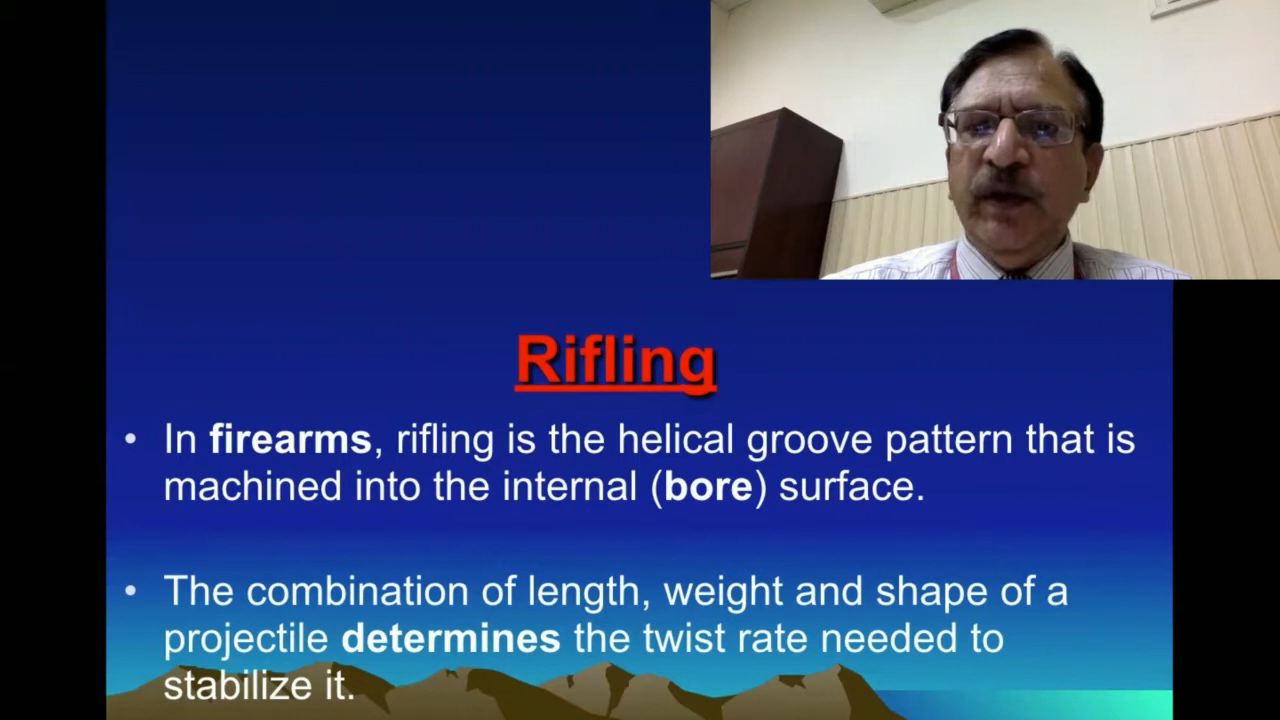 Rifling
• In firearms, rifling is the helical groove pattern that is
machined into the internal (bore) surface.
• The combination of length, weight and shape of a
projectile determines the twist rate needed to
stabilize it.